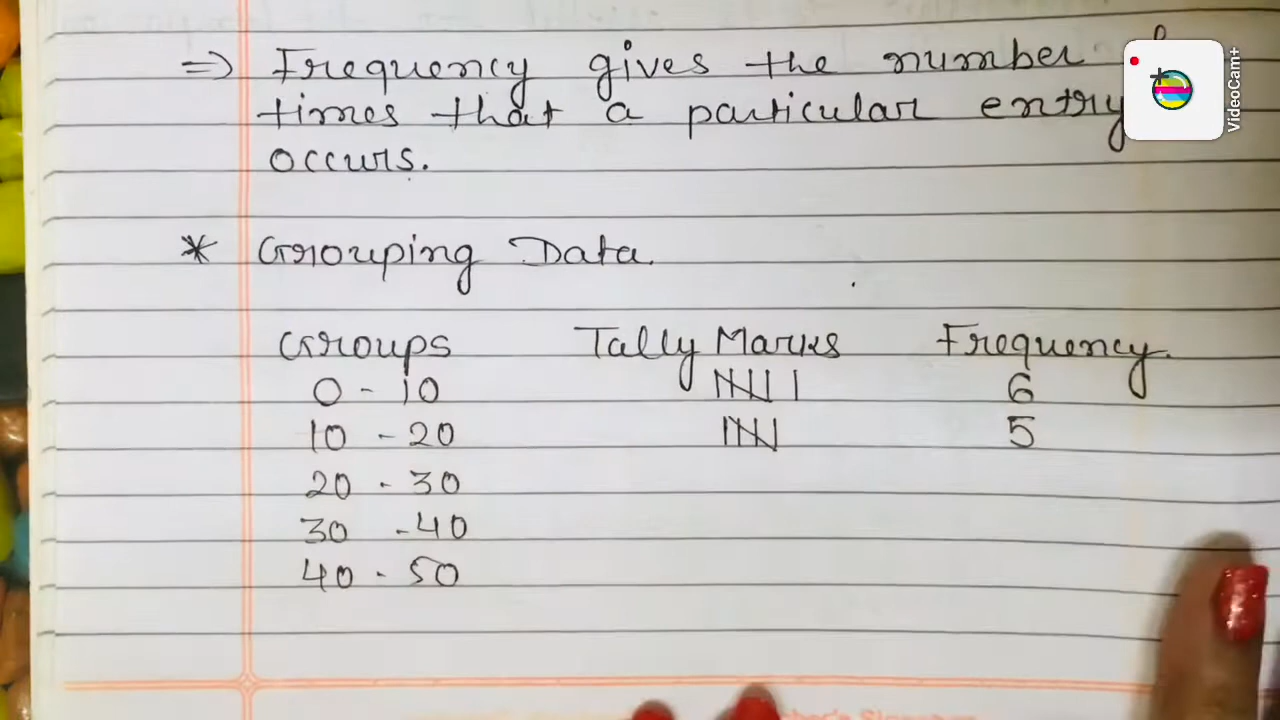 => Frequency gives the number
times that a particular entry
occurs.
* Grouping Data.
Groups Tally Marks Frequency.
0 - 10 𝍸 | 6
10 - 20 𝍸 5
20 - 30
30 - 40
40 - 50
VideoCam+